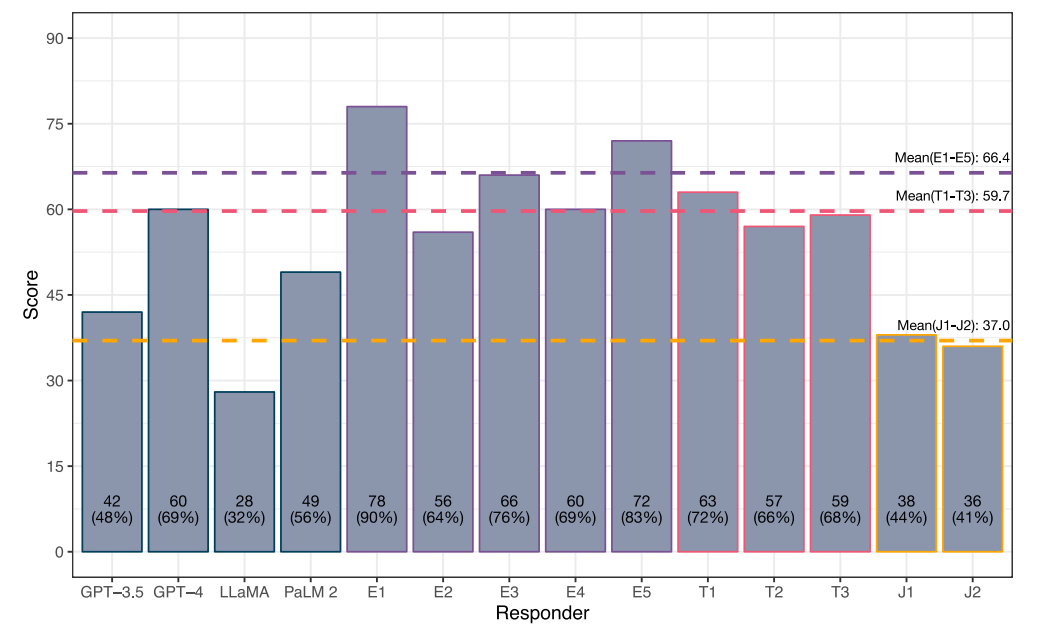 90
75
60
45
30
15
0
Score
Mean(E1-E5): 66.4
Mean(T1-T3): 59.7
Mean(J1-J2): 37.0
42 60 28 49 78 56 66 60 72 63 57 59 38 36
(48%) (69%) (32%) (56%) (90%) (64%) (76%) (69%) (83%) (72%) (66%) (68%) (44%) (41%)
GPT−3.5 GPT−4 LLaMA PaLM 2 E1 E2 E3 E4 E5 T1 T2 T3 J1 J2
Responder